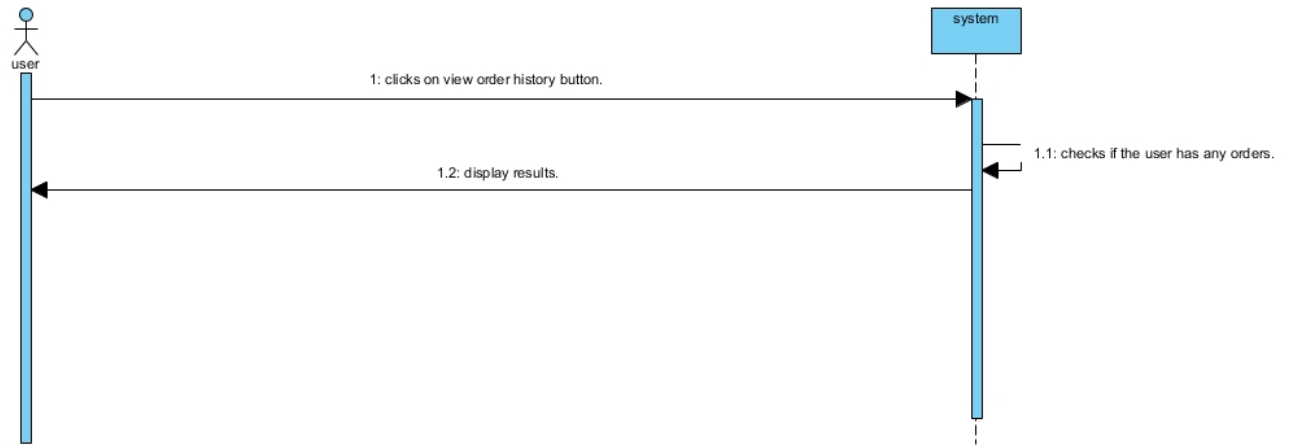 system
user
1: clicks on view order history button.
1.1: checks if the user has any orders.
1.2: display results.